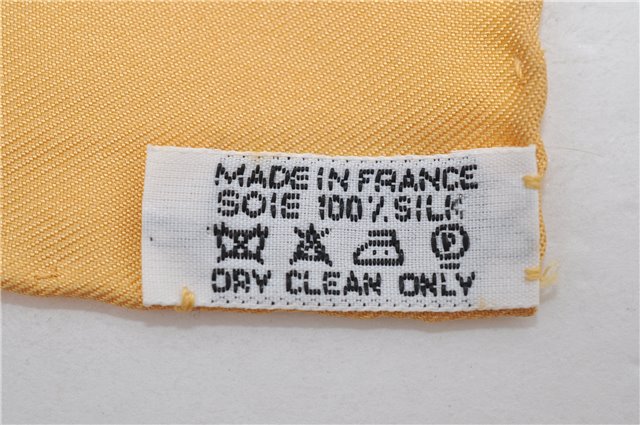 MADE IN FRANCE
SOIE 100% SILK
P
DRY CLEAN ONLY